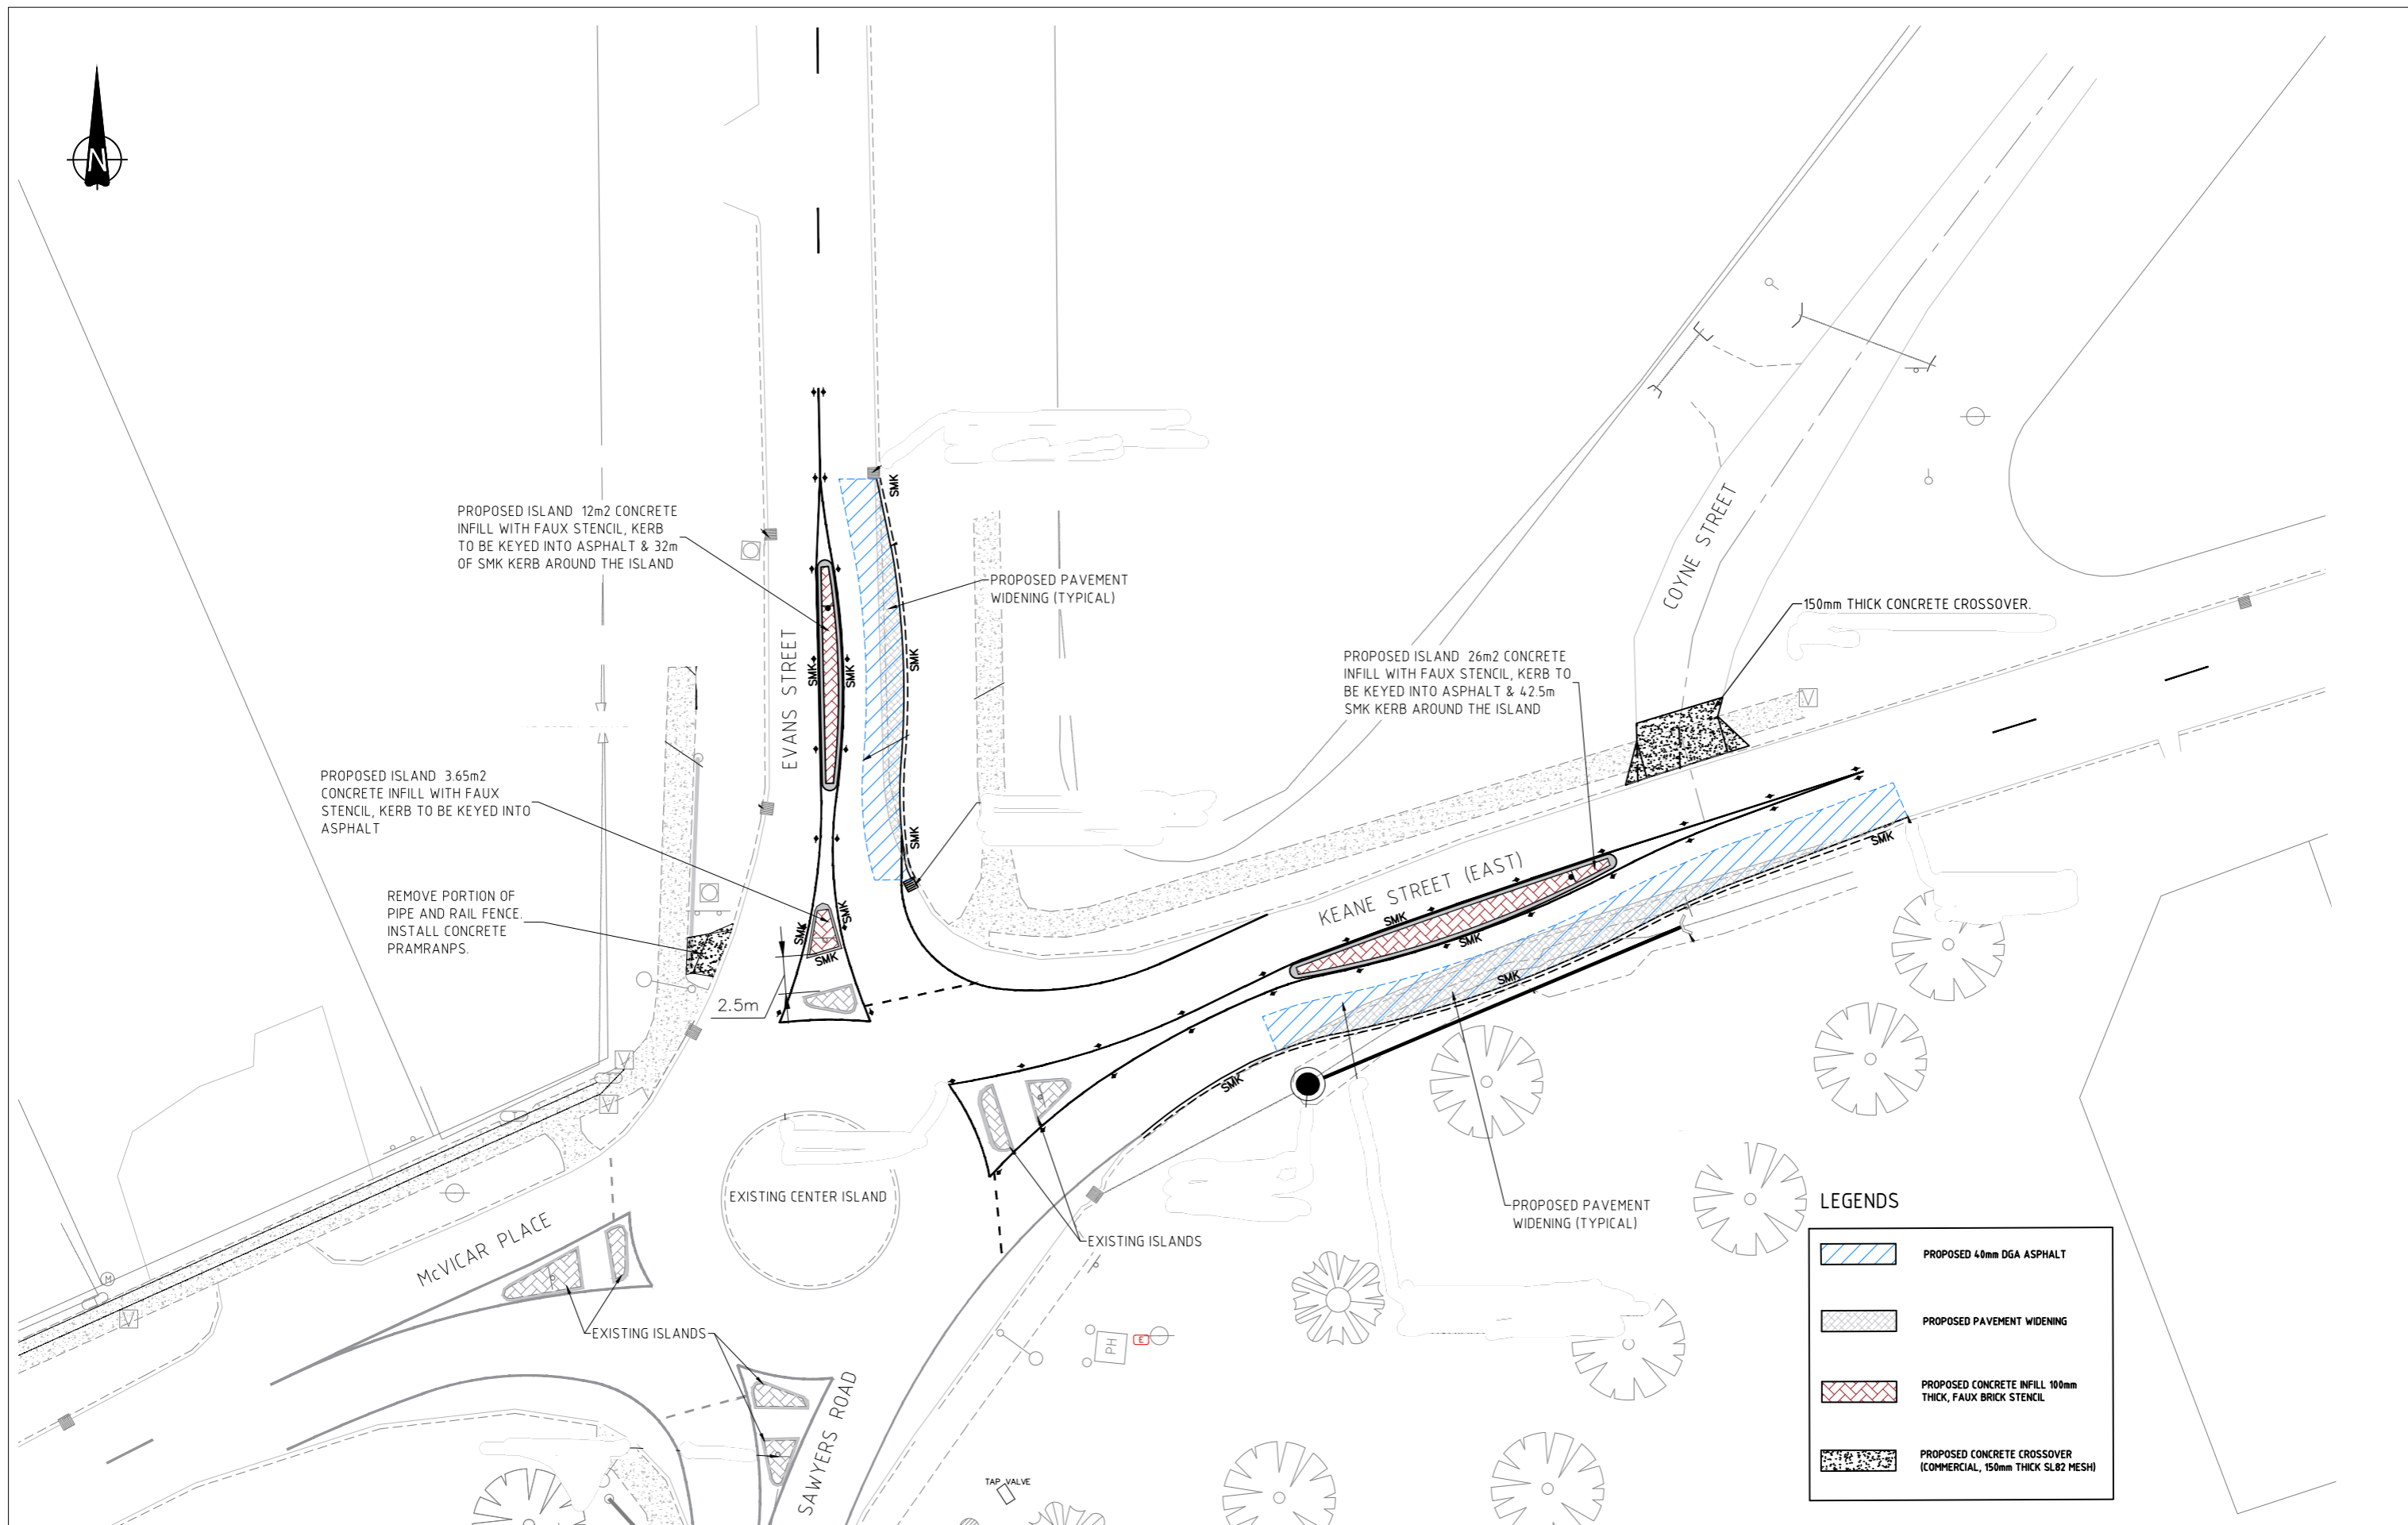 N
PROPOSED ISLAND 12m2 CONCRETE
INFILL WITH FAUX STENCIL, KERB
TO BE KEYED INTO ASPHALT & 32m
OF SMK KERB AROUND THE ISLAND
SMK
PROPOSED PAVEMENT
WIDENING (TYPICAL)
COYNE STREET
150mm THICK CONCRETE CROSSOVER.
EVANS STREET
SMK
SMK
SMK
PROPOSED ISLAND 26m2 CONCRETE
INFILL WITH FAUX STENCIL, KERB TO
BE KEYED INTO ASPHALT & 42.5m
SMK KERB AROUND THE ISLAND
V
PROPOSED ISLAND 3.65m2
CONCRETE INFILL WITH FAUX
STENCIL, KERB TO BE KEYED INTO
ASPHALT
SMK
SMK
KEANE STREET (EAST)
REMOVE PORTION OF
PIPE AND RAIL FENCE.
INSTALL CONCRETE
PRAMRANPS.
SMK
SMK
SMK
SMK
SMK
SMK
2.5m
V
V
SMK
EXISTING CENTER ISLAND
EXISTING ISLANDS
PROPOSED PAVEMENT
WIDENING (TYPICAL)
McVICAR PLACE
M
V
EXISTING ISLANDS
PH
E
SAWYERS ROAD
TAP VALVE
LEGENDS
PROPOSED 40mm DGA ASPHALT
PROPOSED PAVEMENT WIDENING
PROPOSED CONCRETE INFILL 100mm
THICK, FAUX BRICK STENCIL
PROPOSED CONCRETE CROSSOVER
(COMMERCIAL, 150mm THICK SL82 MESH)